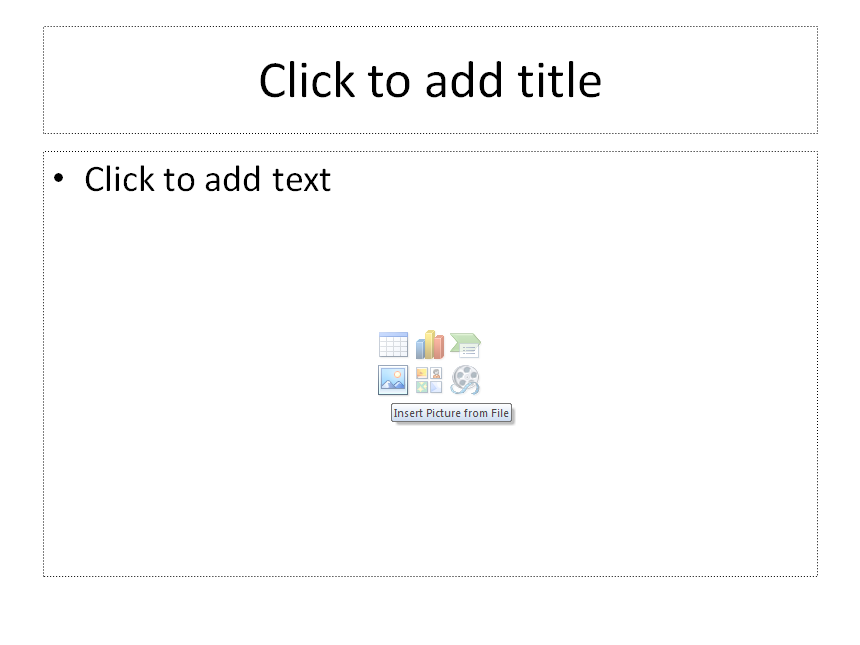 Click to add title
• Click to add text
Insert Picture from File